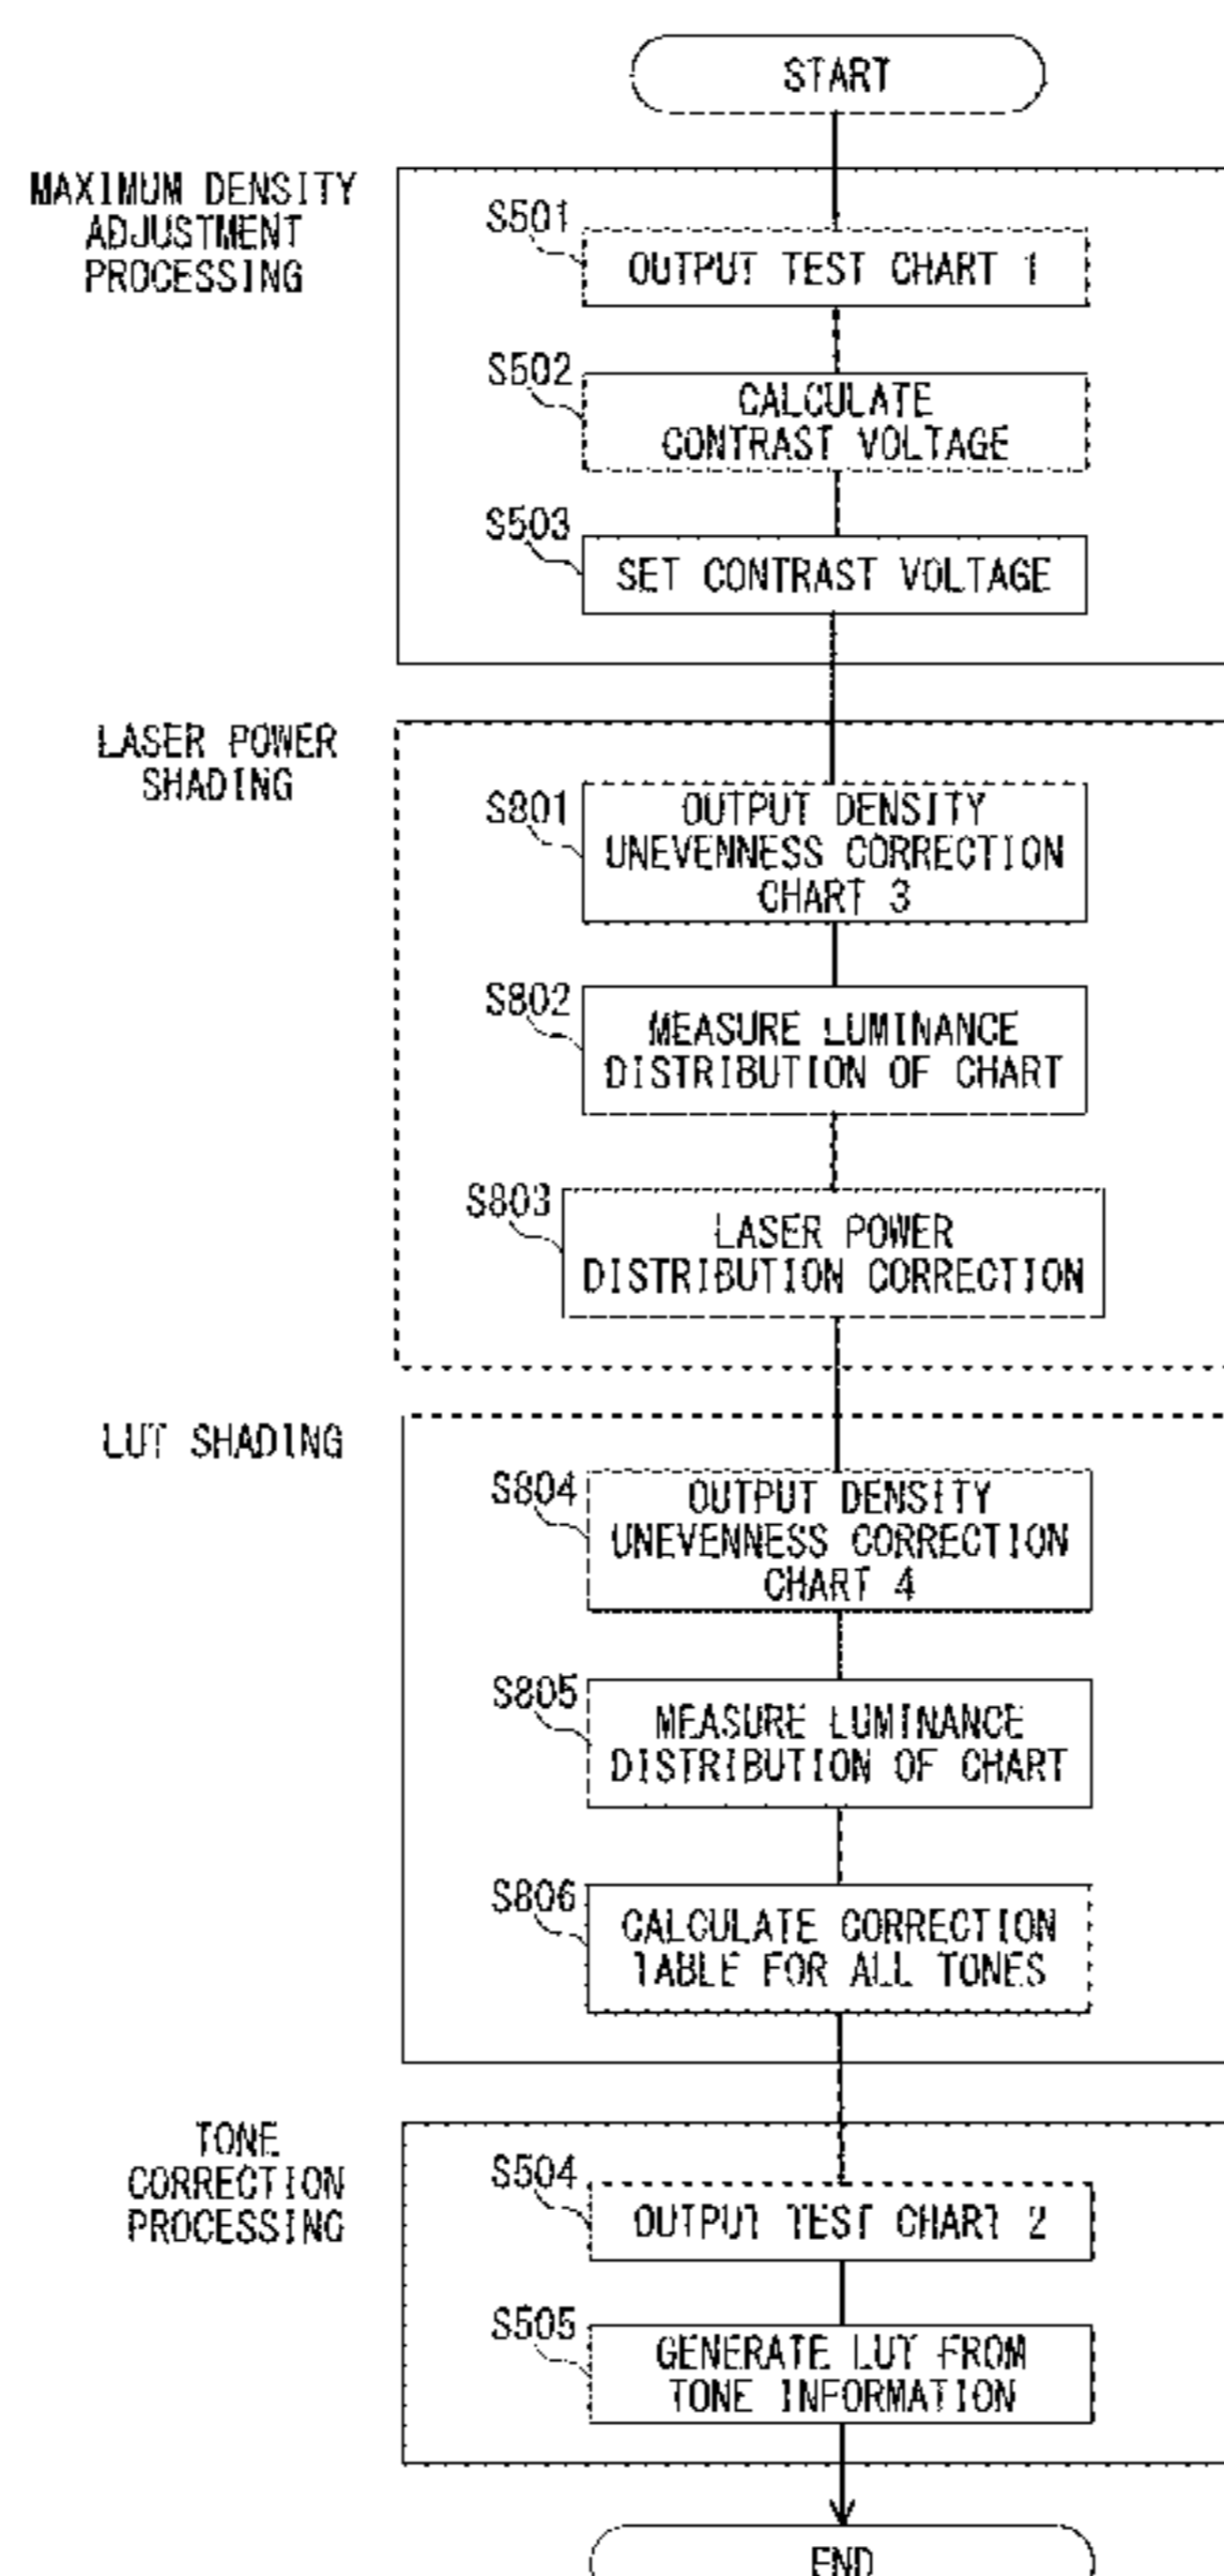 START
MAXIMUM DENSITY
ADJUSTMENT
PROCESSING
S501
OUTPUT TEST CHART 1
S502
CALCULATE
CONTRAST VOLTAGE
S503
SET CONTRAST VOLTAGE
LASER POWER
SHADING
S801
OUTPUT DENSITY
UNEVENNESS CORRECTION
CHART 3
S802
MEASURE LUMINANCE
DISTRIBUTION OF CHART
S803
LASER POWER
DISTRIBUTION CORRECTION
LUT SHADING
S804
OUTPUT DENSITY
UNEVENNESS CORRECTION
CHART 4
S805
MEASURE LUMINANCE
DISTRIBUTION OF CHART
S806
CALCULATE CORRECTION
TABLE FOR ALL TONES
TONE
CORRECTION
PROCESSING
S504
OUTPUT TEST CHART 2
S505
GENERATE LUT FROM
TONE INFORMATION
END